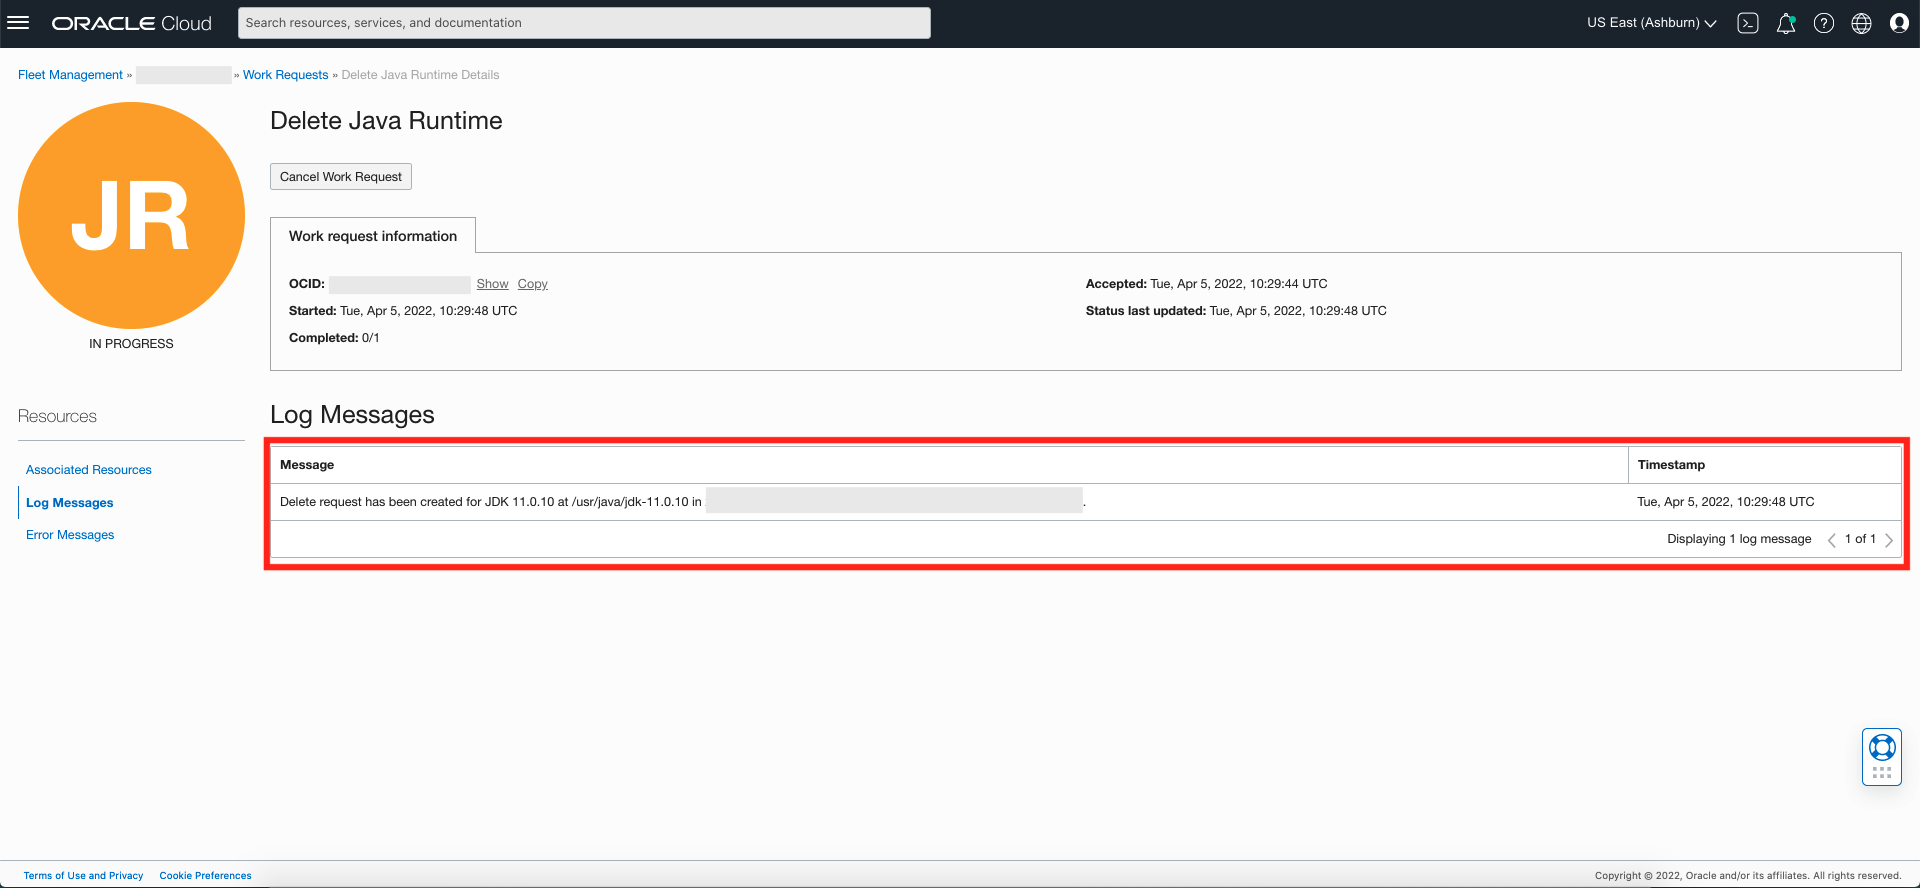 ORACLE Cloud
Search resources, services, and documentation
US East (Ashburn)
Fleet Management » » Work Requests » Delete Java Runtime Details
JR
IN PROGRESS
Delete Java Runtime
Cancel Work Request
Work request information
OCID: Show Copy
Started: Tue, Apr 5, 2022, 10:29:48 UTC
Completed: 0/1
Accepted: Tue, Apr 5, 2022, 10:29:44 UTC
Status last updated: Tue, Apr 5, 2022, 10:29:48 UTC
Resources
Associated Resources
Log Messages
Error Messages
Log Messages
Message Timestamp
Delete request has been created for JDK 11.0.10 at /usr/java/jdk-11.0.10 in . Tue, Apr 5, 2022, 10:29:48 UTC
Displaying 1 log message 1 of 1
Terms of Use and Privacy Cookie Preferences
Copyright © 2022, Oracle and/or its affiliates. All rights reserved.